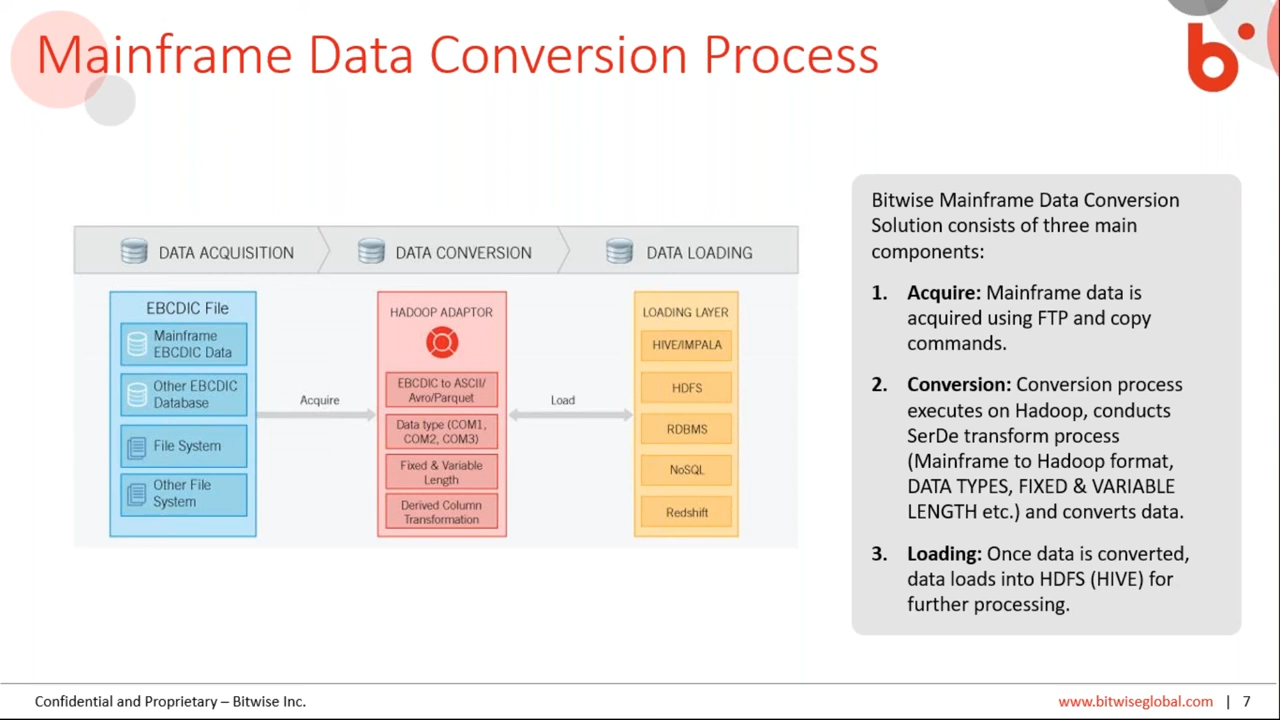 Mainframe Data Conversion Process
b
DATA ACQUISITION
DATA CONVERSION
DATA LOADING
EBCDIC File
Mainframe
EBCDIC Data
Other EBCDIC
Database
File System
Other File
System
Acquire
HADOOP ADAPTOR
EBCDIC to ASCII/
Avro/Parquet
Data type (COM1,
COM2, COM3)
Fixed & Variable
Length
Derived Column
Transformation
Load
LOADING LAYER
HIVE/IMPALA
HDFS
RDBMS
NoSQL
Redshift
Bitwise Mainframe Data Conversion
Solution consists of three main
components:
1. Acquire: Mainframe data is
acquired using FTP and copy
commands.
2. Conversion: Conversion process
executes on Hadoop, conducts
SerDe transform process
(Mainframe to Hadoop format,
DATA TYPES, FIXED & VARIABLE
LENGTH etc.) and converts data.
3. Loading: Once data is converted,
data loads into HDFS (HIVE) for
further processing.
Confidential and Proprietary – Bitwise Inc.
www.bitwiseglobal.com | 7